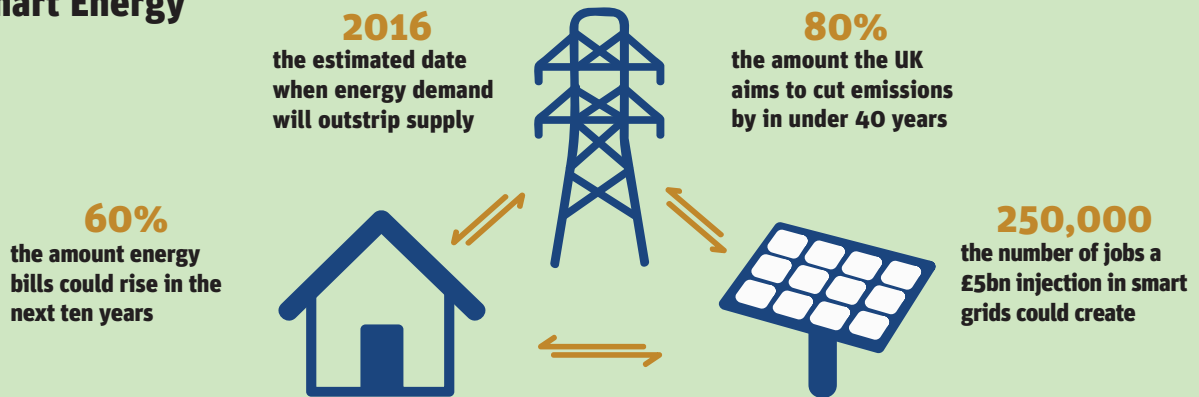 Energy
2016
the estimated date
when energy demand
will outstrip supply
80%
the amount the UK
aims to cut emissions
by in under 40 years
60%
the amount energy
bills could rise in the
next ten years
250,000
the number of jobs a
£5bn injection in smart
grids could create